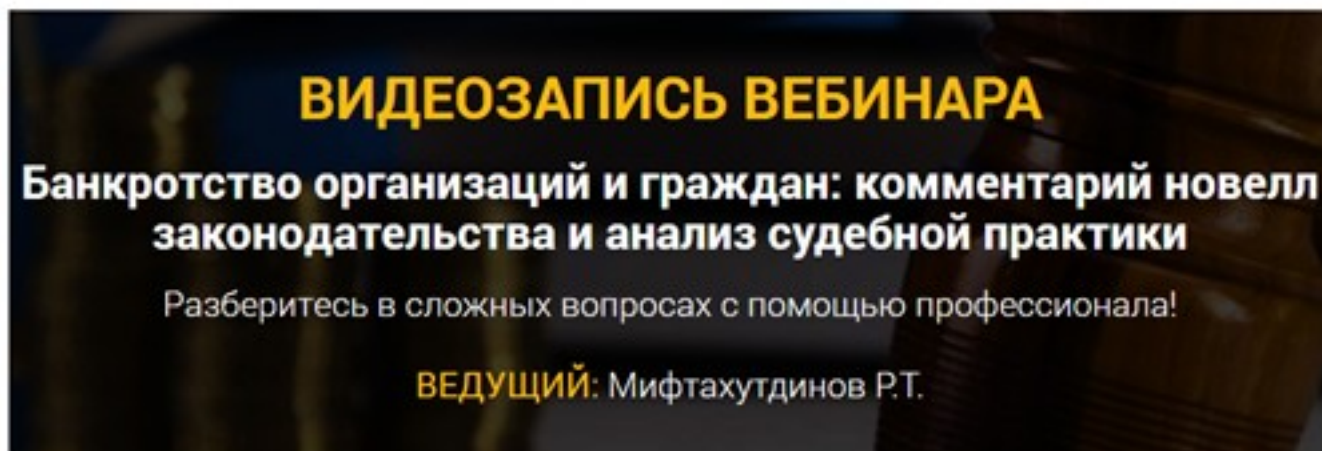 ВИДЕОЗАПИСЬ ВЕБИНАРА
Банкротство организаций и граждан: комментарий новелл
законодательства и анализ судебной практики
Разберитесь в сложных вопросах с помощью профессионала!
ВЕДУЩИЙ: Мифтахутдинов Р.Т.